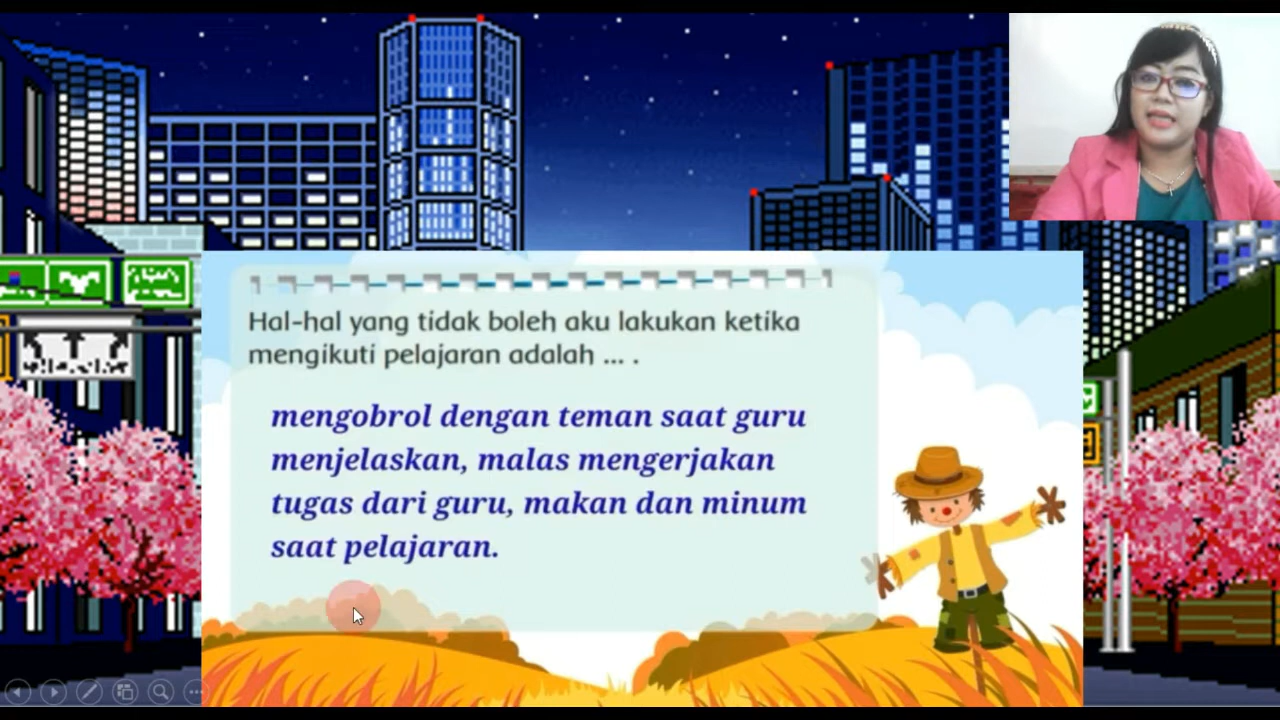 Hal-hal yang tidak boleh aku lakukan ketika
mengikuti pelajaran adalah ... .
mengobrol dengan teman saat guru
menjelaskan, malas mengerjakan
tugas dari guru, makan dan minum
saat pelajaran.